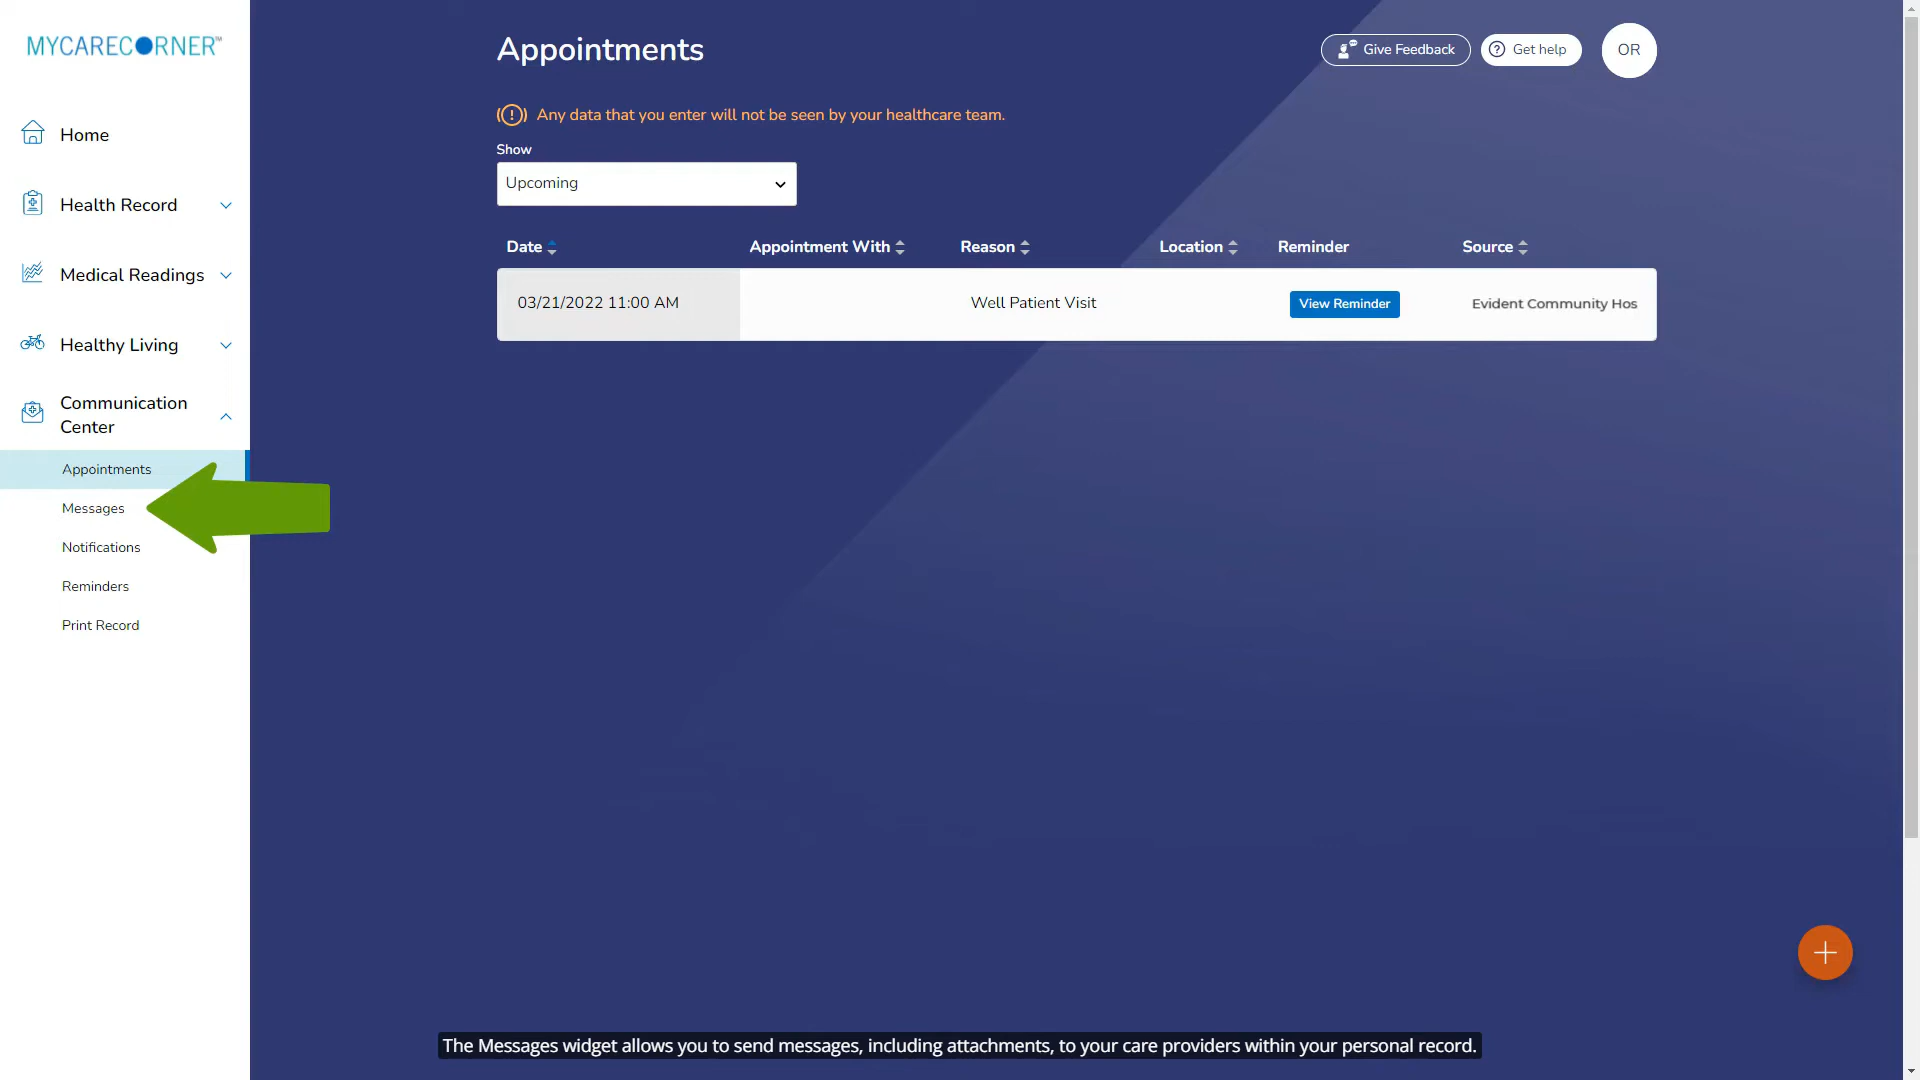 MYCARECORNER™
Home
Health Record
Medical Readings
Healthy Living
Communication
Center
Appointments
Messages
Notifications
Reminders
Print Record
Appointments
Give Feedback
Get help
OR
Any data that you enter will not be seen by your healthcare team.
Show
Upcoming
Date Appointment With Reason Location Reminder Source
03/21/2022 11:00 AM Well Patient Visit View Reminder Evident Community Hos
The Messages widget allows you to send messages, including attachments, to your care providers within your personal record.